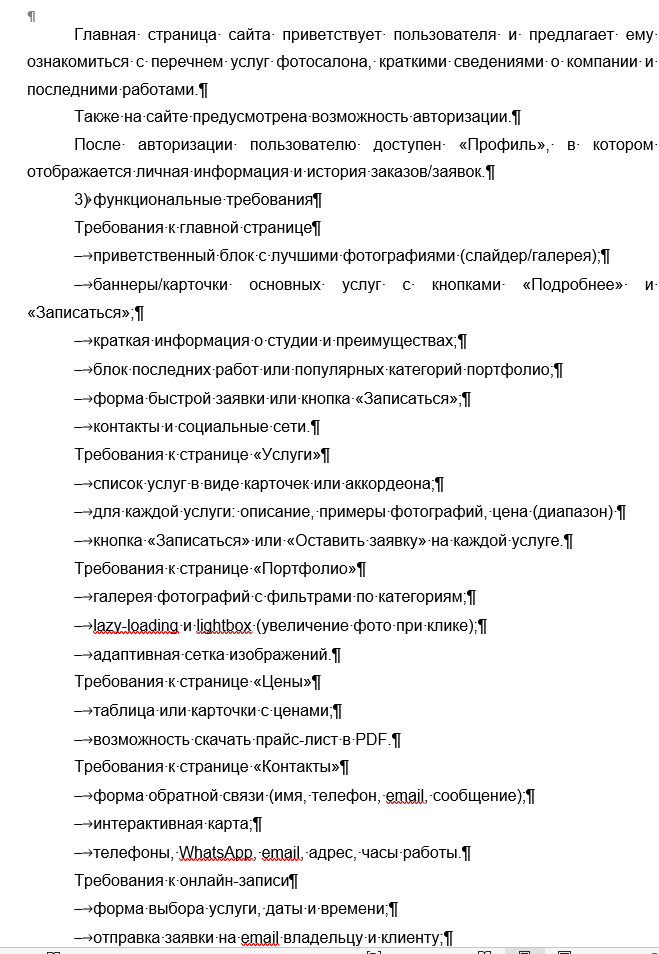 Главная страница сайта приветствует пользователя и предлагает ему
ознакомиться с перечнем услуг фотосалона, краткими сведениями о компании и
последними работами.¶
Также на сайте предусмотрена возможность авторизации.¶
После авторизации пользователю доступен «Профиль», в котором
отображается личная информация и история заказов/заявок.¶
3) функциональные требования¶
Требования к главной странице¶
–→приветственный блок с лучшими фотографиями (слайдер/галерея);¶
–→баннеры/карточки основных услуг с кнопками «Подробнее» и
«Записаться»;¶
–→краткая информация о студии и преимуществах;¶
–→блок последних работ или популярных категорий портфолио;¶
–→форма быстрой заявки или кнопка «Записаться»;¶
–→контакты и социальные сети.¶
Требования к странице «Услуги»¶
–→список услуг в виде карточек или аккордеона;¶
–→для каждой услуги: описание, примеры фотографий, цена (диапазон) ¶
–→кнопка «Записаться» или «Оставить заявку» на каждой услуге.¶
Требования к странице «Портфолио»¶
–→галерея фотографий с фильтрами по категориям;¶
–→lazy-loading и lightbox (увеличение фото при клике);¶
–→адаптивная сетка изображений.¶
Требования к странице «Цены»¶
–→таблица или карточки с ценами;¶
–→возможность скачать прайс-лист в PDF.¶
Требования к странице «Контакты»¶
–→форма обратной связи (имя, телефон, email, сообщение);¶
–→интерактивная карта;¶
–→телефоны, WhatsApp, email, адрес, часы работы.¶
Требования к онлайн-записи¶
–→форма выбора услуги, даты и времени;¶
–→отправка заявки на email владельцу и клиенту;¶